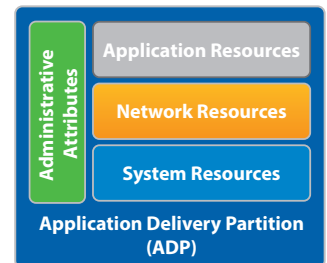 Administrative
Attributes
Application Resources
Network Resources
System Resources
Application Delivery Partition
(ADP)